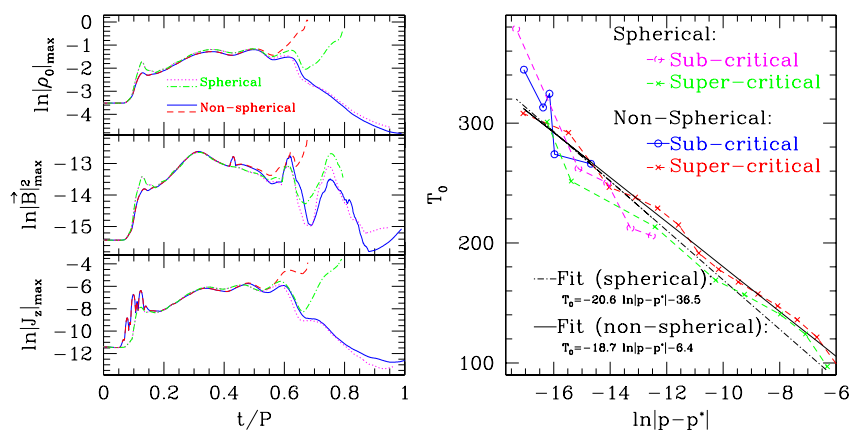 0
−1
−2
−3
−4
ln|ρ₀|max
Spherical
Non-spherical
−13
−14
−15
ln|B⃗|²max
−4
−6
−8
−10
−12
ln|J_z|max
0
0.2
0.4
0.6
0.8
1
t/P
400
300
200
100
T₀
Spherical:
Sub-critical
Super-critical
Non-Spherical:
Sub-critical
Super-critical
Fit (spherical):
T₀=−20.6 ln|p−p*|−36.5
Fit (non-spherical):
T₀=−18.7 ln|p−p*|−6.4
−16
−14
−12
−10
−8
−6
ln|p−p*|